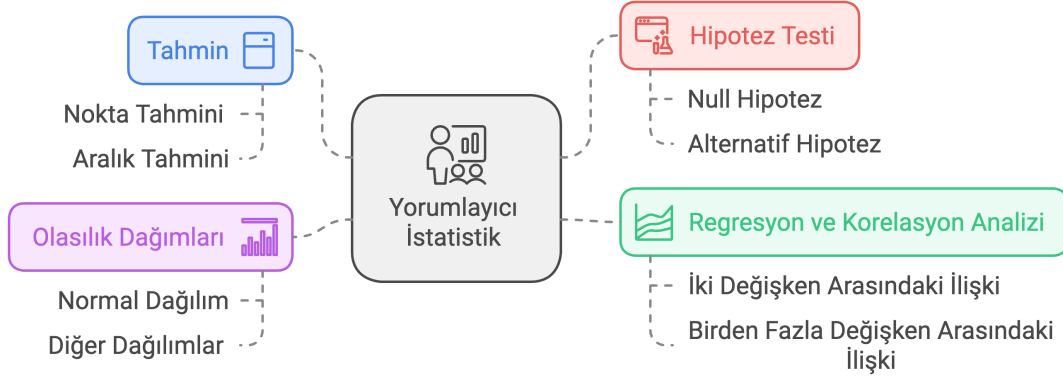 Tahmin
Nokta Tahmini
Aralık Tahmini
Olasılık Dağımları
Normal Dağılım
Diğer Dağılımlar
Yorumlayıcı
İstatistik
Hipotez Testi
Null Hipotez
Alternatif Hipotez
Regresyon ve Korelasyon Analizi
İki Değişken Arasındaki İlişki
Birden Fazla Değişken Arasındaki
İlişki